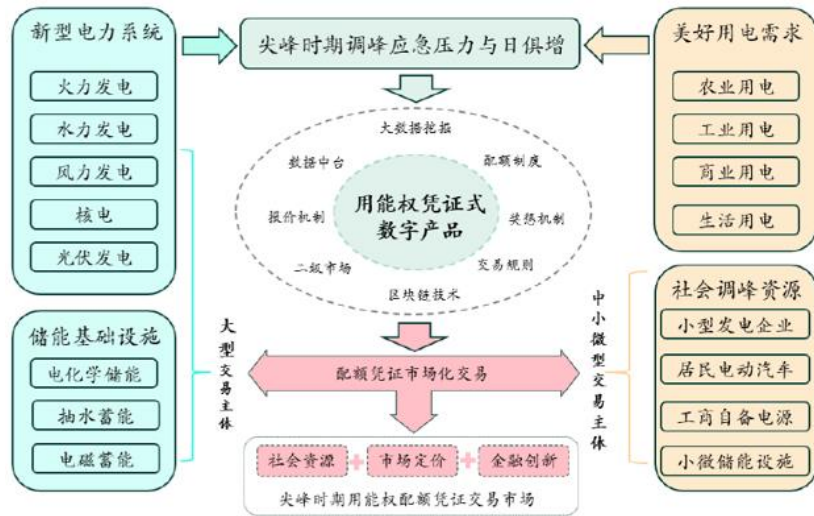 新型电力系统
火力发电
水力发电
风力发电
核电
光伏发电
储能基础设施
电化学储能
抽水蓄能
电磁蓄能
大型交易主体
尖峰时期调峰应急压力与日俱增
大数据挖掘
数据中台
配额制度
报价机制
用能权凭证式
数字产品
奖惩机制
二级市场
交易规则
区块链技术
配额凭证市场化交易
社会资源+市场定价+金融创新
尖峰时期用能权配额凭证交易市场
中小微型交易主体
美好用电需求
农业用电
工业用电
商业用电
生活用电
社会调峰资源
小型发电企业
居民电动汽车
工商自备电源
小微储能设施